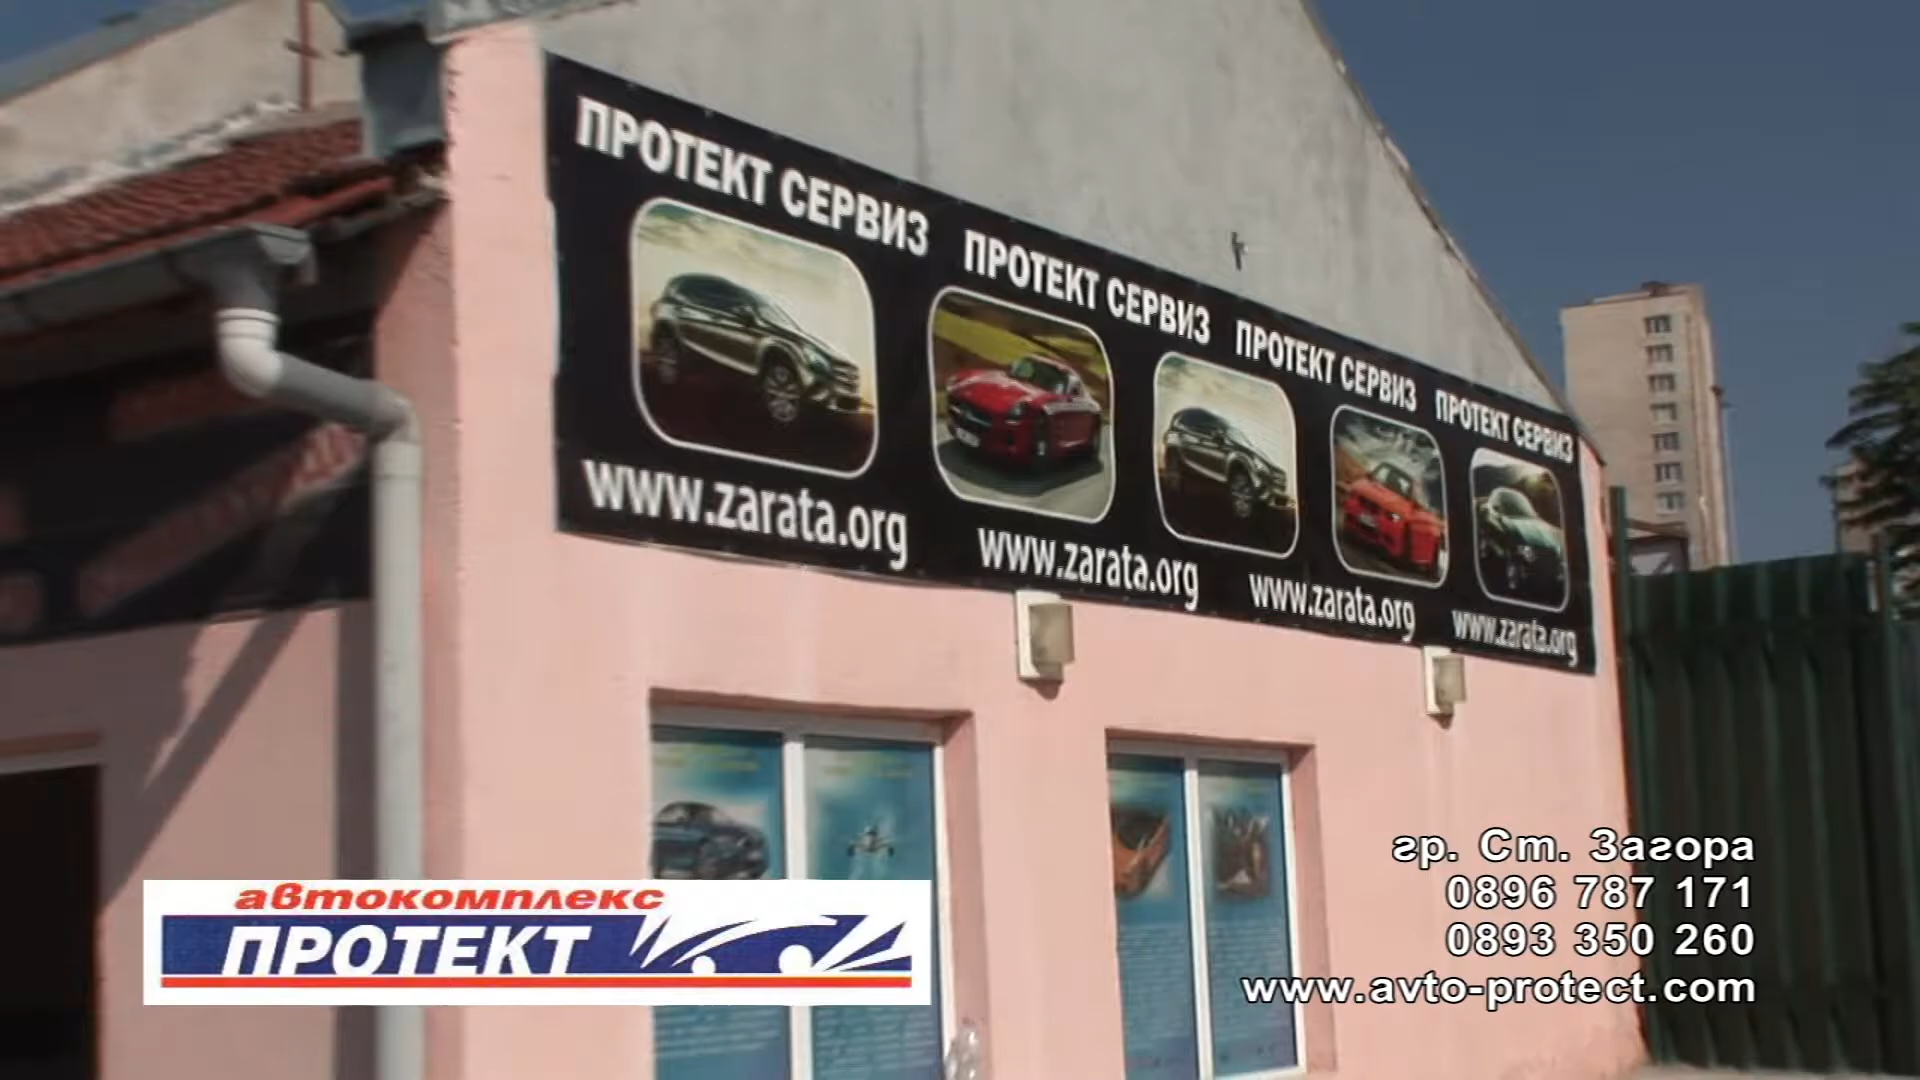 ПРОТЕКТ СЕРВИЗ
ПРОТЕКТ СЕРВИЗ
ПРОТЕКТ СЕРВИЗ
ПРОТЕКТ СЕРВИЗ
www.zarata.org
www.zarata.org
www.zarata.org
www.zarata.org
автокомплекс
ПРОТЕКТ
гр. Ст. Загора
0896 787 171
0893 350 260
www.avto-protect.com